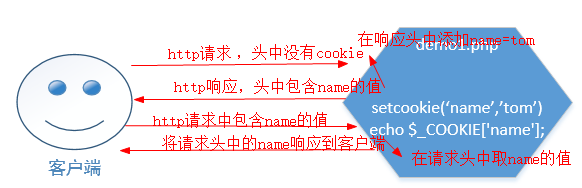 在响应头中添加name=tom
demo1.php
http请求，头中没有cookie
http响应，头中包含name的值
setcookie(‘name’,’tom’)
http请求中包含name的值
echo $_COOKIE['name'];
将请求头中的name响应到客户端
在请求头中取name的值
客户端